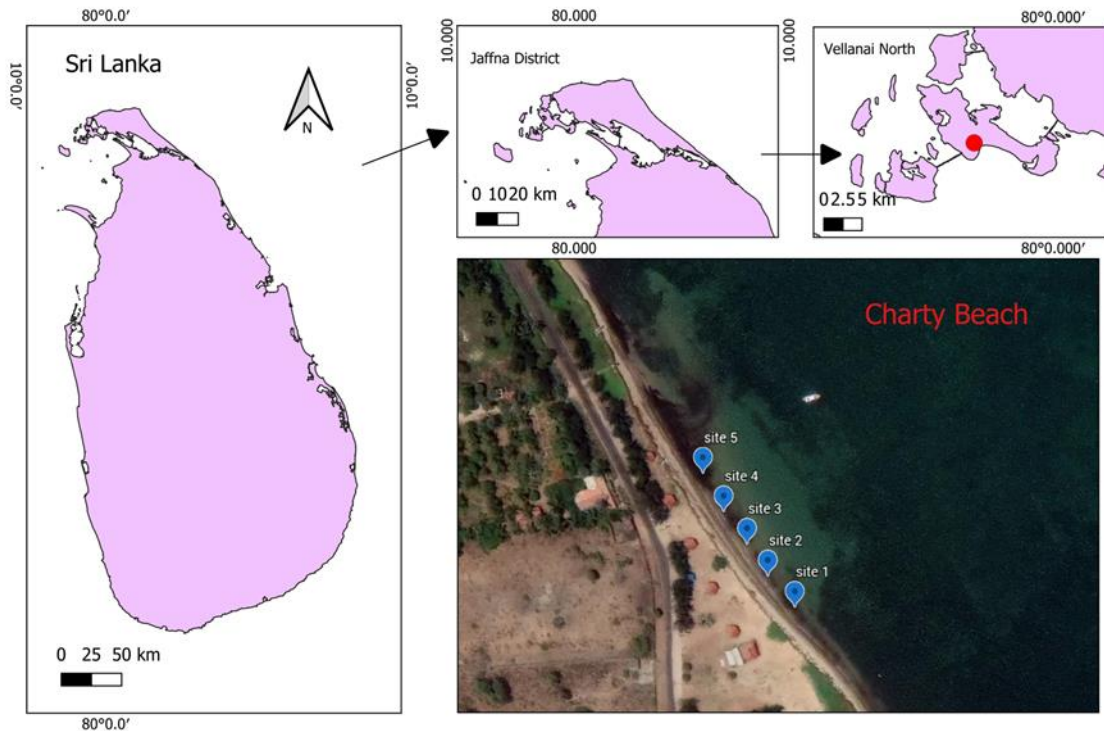 80°0.0'
Sri Lanka
10°0.0'
10°0.0'
N
0 25 50 km
80°0.0'
80.000
10.000
10.000
Jaffna District
0 1020 km
80.000
80°0.000'
Vellanai North
02.55 km
80°0.000'
Charty Beach
site 5
site 4
site 3
site 2
site 1